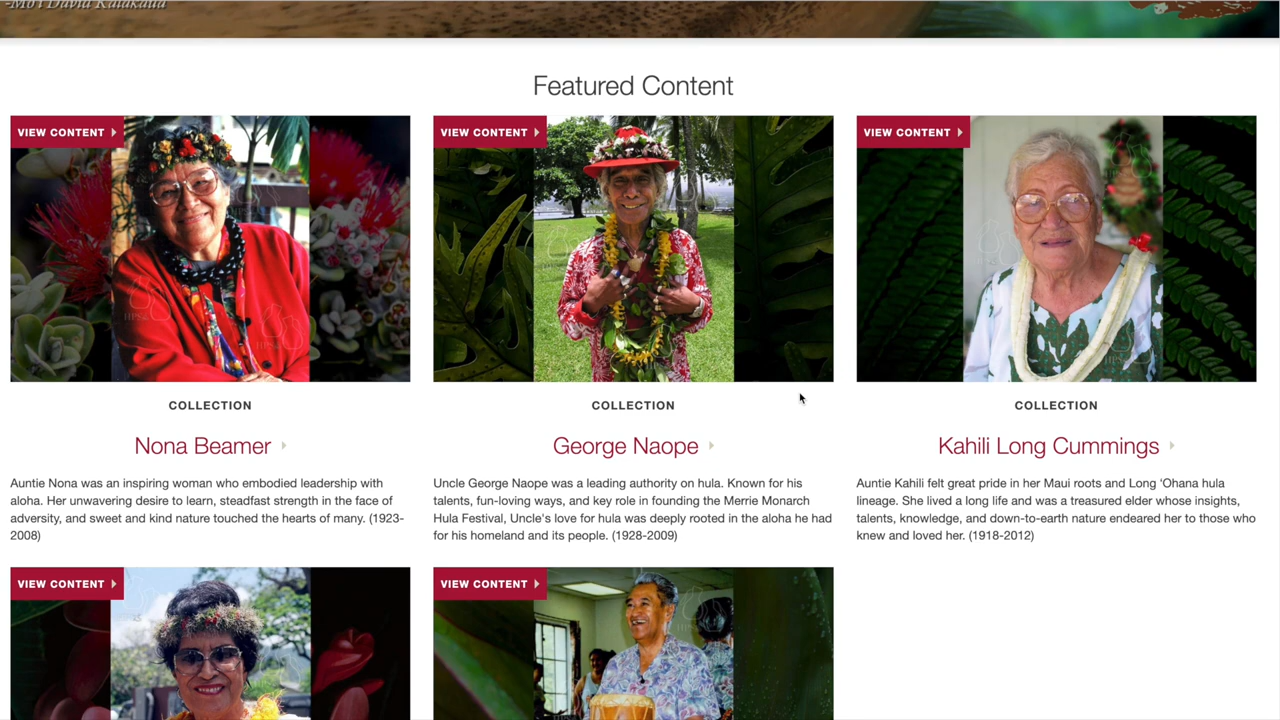 -Mōʻī David Kalākaua
Featured Content
VIEW CONTENT
VIEW CONTENT
VIEW CONTENT
COLLECTION
COLLECTION
COLLECTION
Nona Beamer
George Naope
Kahili Long Cummings
Auntie Nona was an inspiring woman who embodied leadership with
aloha. Her unwavering desire to learn, steadfast strength in the face of
adversity, and sweet and kind nature touched the hearts of many. (1923-
2008)
Uncle George Naope was a leading authority on hula. Known for his
talents, fun-loving ways, and key role in founding the Merrie Monarch
Hula Festival, Uncle's love for hula was deeply rooted in the aloha he had
for his homeland and its people. (1928-2009)
Auntie Kahili felt great pride in her Maui roots and Long ʻOhana hula
lineage. She lived a long life and was a treasured elder whose insights,
talents, knowledge, and down-to-earth nature endeared her to those who
knew and loved her. (1918-2012)
VIEW CONTENT
VIEW CONTENT